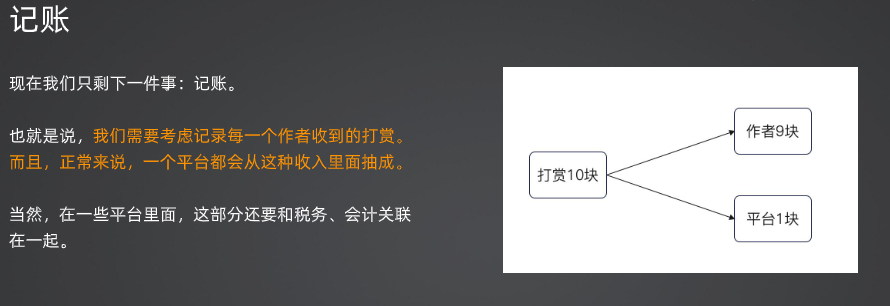 记账
现在我们只剩下一件事：记账。
也就是说，我们需要考虑记录每一个作者收到的打赏。
而且，正常来说，一个平台都会从这种收入里面抽成。
当然，在一些平台里面，这部分还要和税务、会计关联
在一起。
打赏10块
作者9块
平台1块